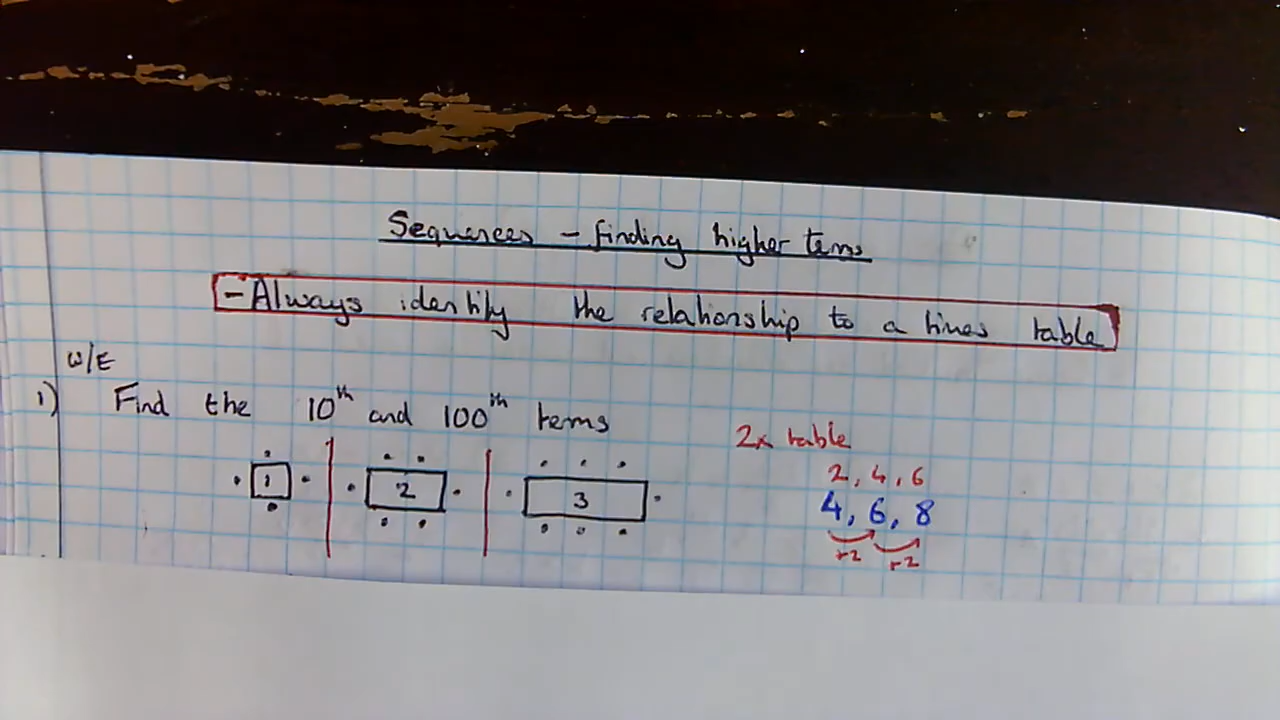 Sequences - finding higher terms
- Always identify the relationship to a times table
W/E
1) Find the 10th and 100th terms
1 2 3
2x table
2, 4, 6
4, 6, 8
+2 +2